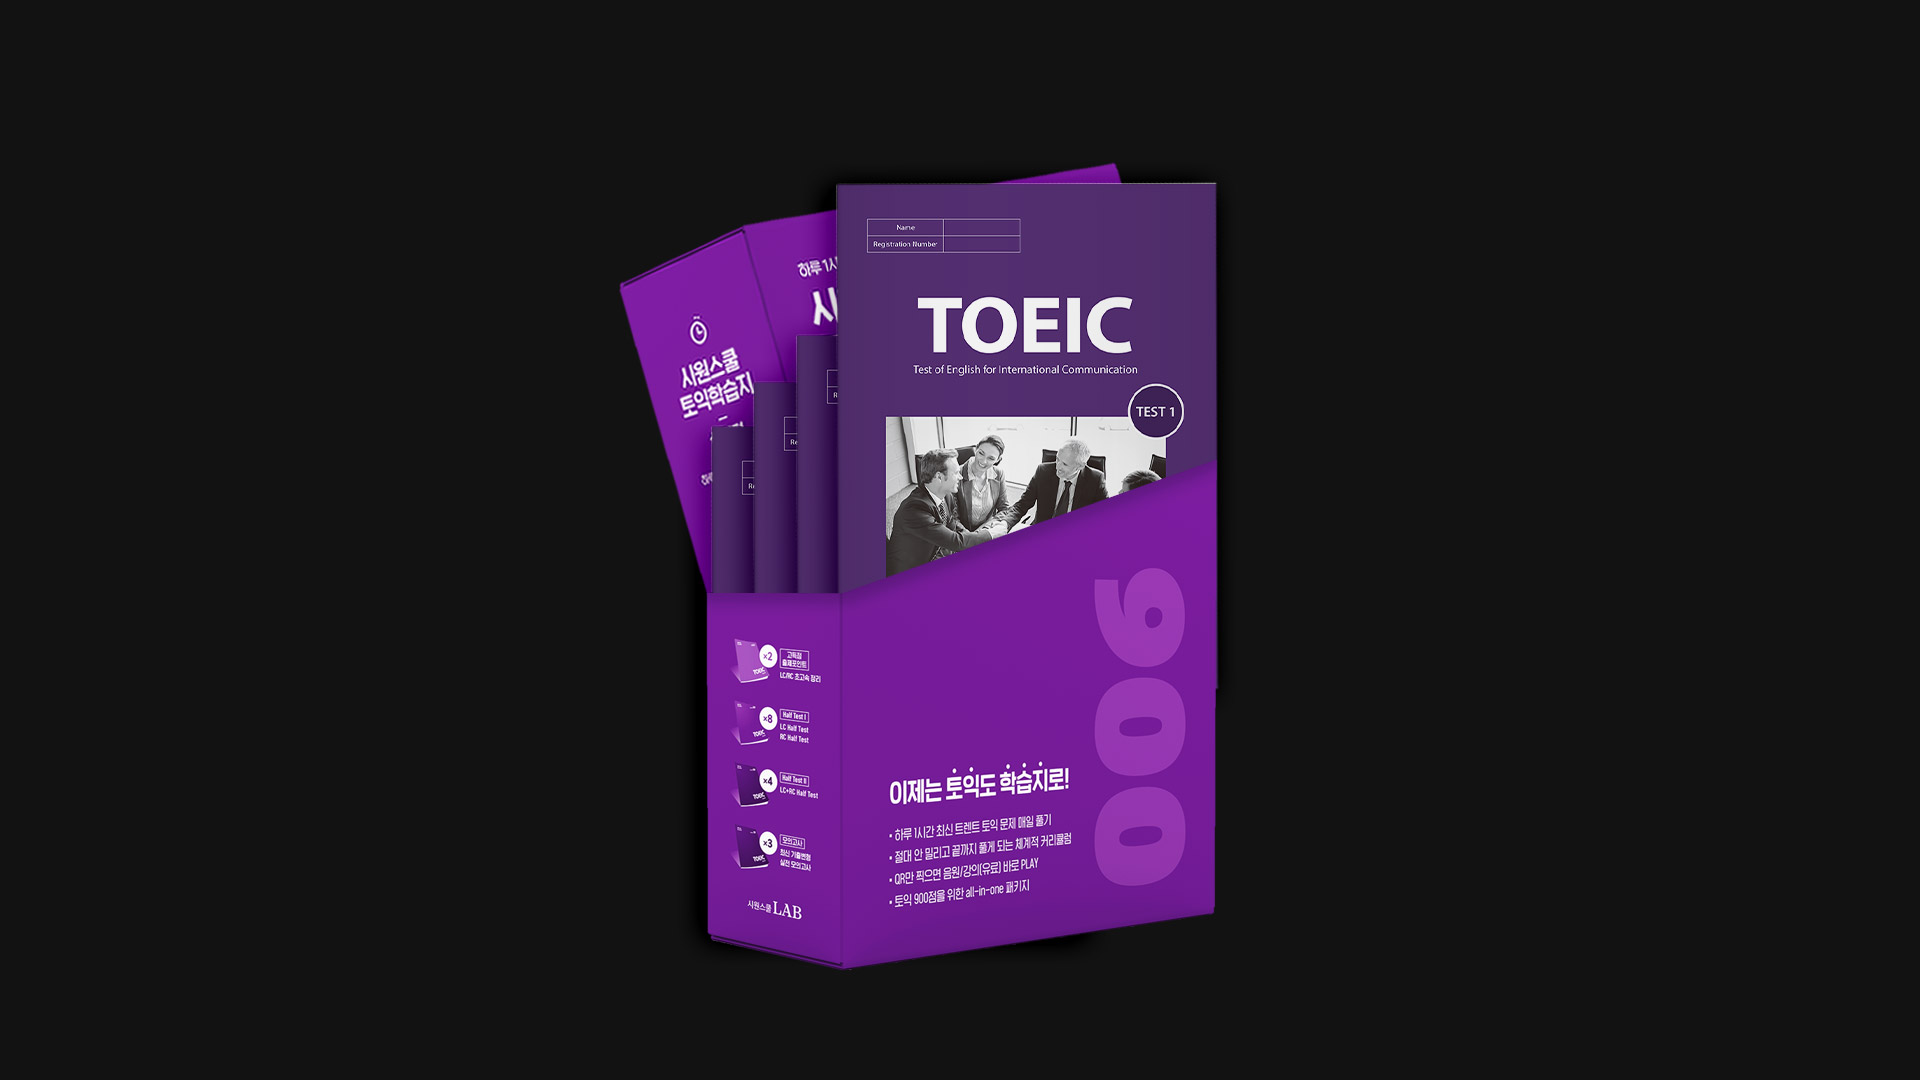 하루 1시
시
시원스쿨
토익학습지
Name
Registration Number
TOEIC
Test of English for International Communication
TEST 1
R
Re
Re
900
×2
고득점
출제포인트
LC/RC 초고속 정리
×8
Half Test I
LC Half Test
RC Half Test
×4
Half Test II
LC+RC Half Test
×3
모의고사
최신 기출변형
실전 모의고사
TOEIC
TOEIC
TOEIC
TOEIC
시원스쿨 LAB
이제는 토익도 학습지로!
• 하루 1시간 최신 트렌드 토익 문제 매일 풀기
• 절대 안 밀리고 끝까지 풀게 되는 체계적 커리큘럼
• QR만 찍으면 음원/강의(유료) 바로 PLAY
• 토익 900점을 위한 all-in-one 패키지